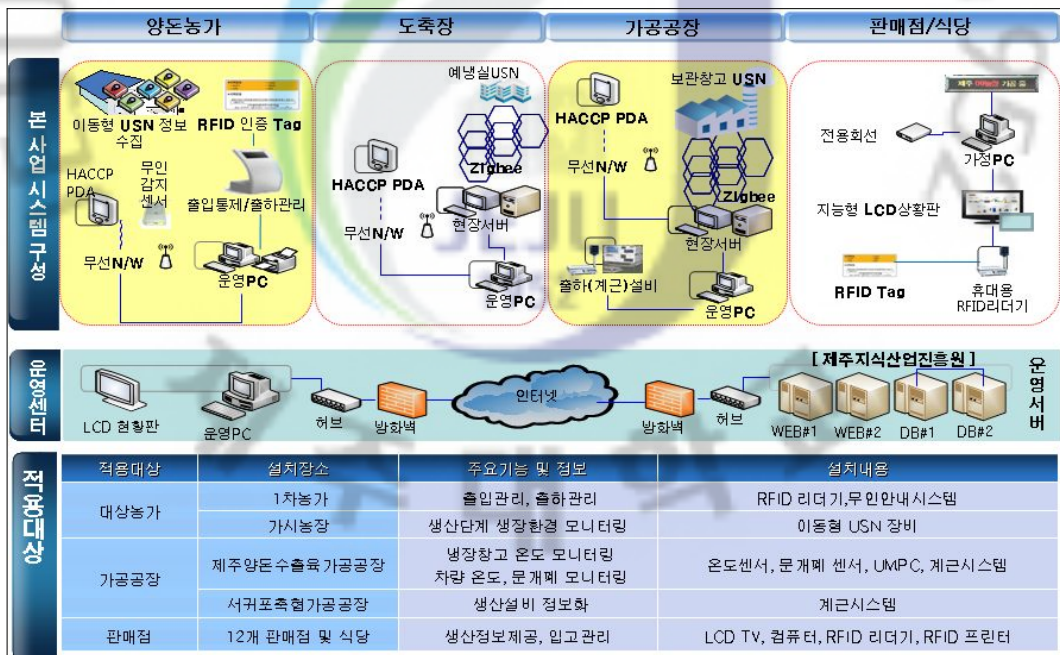 양돈농가
도축장
가공공장
판매점/식당
본 사업 시스템 구성
이동형 USN 정보
수집
RFID 인증 Tag
HACCP
PDA
무인
감지
센서
출입통제/출하관리
무선N/W
운영PC
예냉실USN
HACCP PDA
Zigbee
무선N/W
현장서버
운영PC
HACCP PDA
보관창고 USN
무선N/W
Zigbee
현장서버
출하(계근)설비
운영PC
전용회선
가정PC
지능형 LCD상황판
RFID Tag
휴대용
RFID리더기
운영센터
LCD 현황판
운영PC
허브
방화벽
인터넷
방화벽
허브
[ 제주지식산업진흥원 ]
WEB#1
WEB#2
DB#1
DB#2
운영서버
적용대상
적용대상
설치장소
주요기능 및 정보
설치내용
대상농가
1차농가
출입관리, 출하관리
RFID 리더기,무인안내시스템
가시농장
생산단계 생장환경 모니터링
이동형 USN 장비
가공공장
제주양돈수출육가공공장
냉장창고 온도 모니터링
차량 온도, 문개폐 모니터링
온도센서, 문개폐 센서, UMPC, 계근시스템
서귀포축협가공공장
생산설비 정보화
계근시스템
판매점
12개 판매점 및 식당
생산정보제공, 입고관리
LCD TV, 컴퓨터, RFID 리더기, RFID 프린터